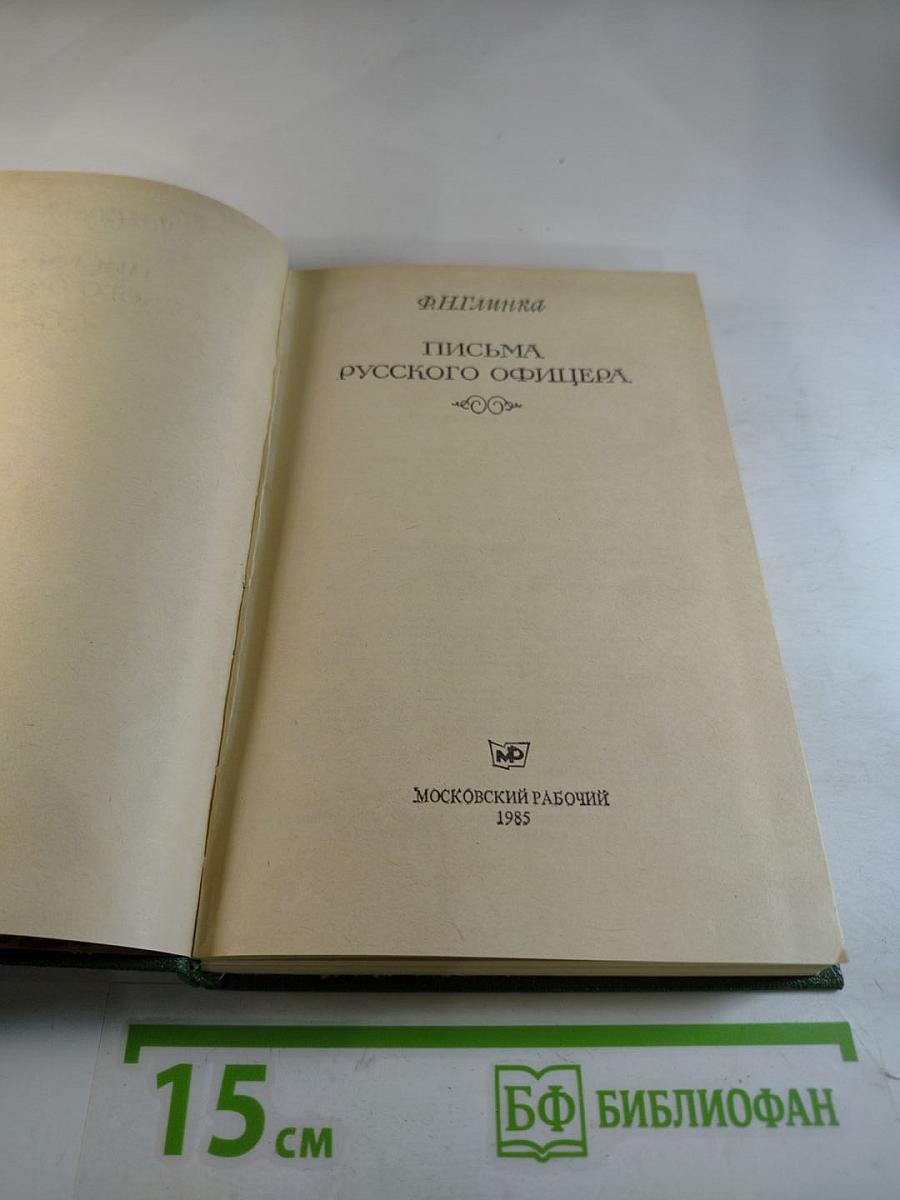 Ф.Н.Глинка
ПИСЬМА
РУССКОГО ОФИЦЕРА
МР
МОСКОВСКИЙ РАБОЧИЙ
1985
15 см
БФ БИБЛИОФАН